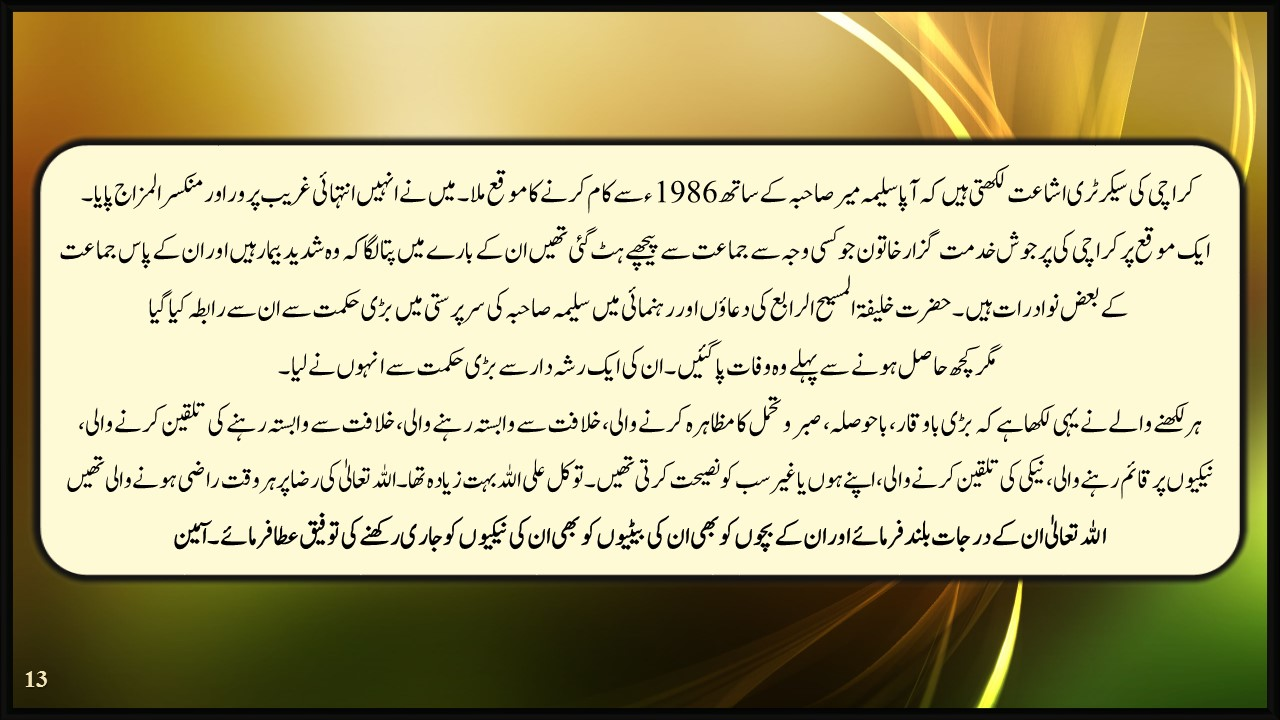 کراچی کی سیکرٹری اشاعت لکھتی ہیں کہ آپا سلیمہ میر صاحبہ کے ساتھ 1986ء سے کام کرنے کا موقع ملا۔ میں نے انہیں انتہائی غریب پرور اور منکسر المزاج پایا۔
ایک موقع پر کراچی کی پر جوش خدمت گزار خاتون جو کسی وجہ سے جماعت سے پیچھے ہٹ گئی تھیں ان کے بارے میں پتا لگا کہ وہ شدید بیمار ہیں اور ان کے پاس جماعت
کے بعض نوادرات ہیں۔ حضرت خلیفۃ المسیح الرابع کی دعاؤں اور رہنمائی میں سلیمہ صاحبہ کی سرپرستی میں بڑی حکمت سے ان سے رابطہ کیا گیا
مگر کچھ حاصل ہونے سے پہلے وہ وفات پا گئیں۔ ان کی ایک رشہ دار سے بڑی حکمت سے انہوں نے لیا۔
ہر لکھنے والے نے یہی لکھا ہے کہ بڑی باوقار، باحوصلہ، صبر و تحمل کا مظاہرہ کرنے والی، خلافت سے وابستہ رہنے والی، خلافت سے وابستہ رہنے کی تلقین کرنے والی،
نیکیوں پر قائم رہنے والی، نیکی کی تلقین کرنے والی، اپنے ہوں یا غیر سب کو نصیحت کرتی تھیں۔ توکل علی اللہ بہت زیادہ تھا۔ اللہ تعالیٰ کی رضا پر ہر وقت راضی ہونے والی تھیں
اللہ تعالیٰ ان کے درجات بلند فرمائے اور ان کے بچوں کو بھی ان کی بیٹیوں کو بھی ان کی نیکیوں کو جاری رکھنے کی توفیق عطا فرمائے۔ آمین
13